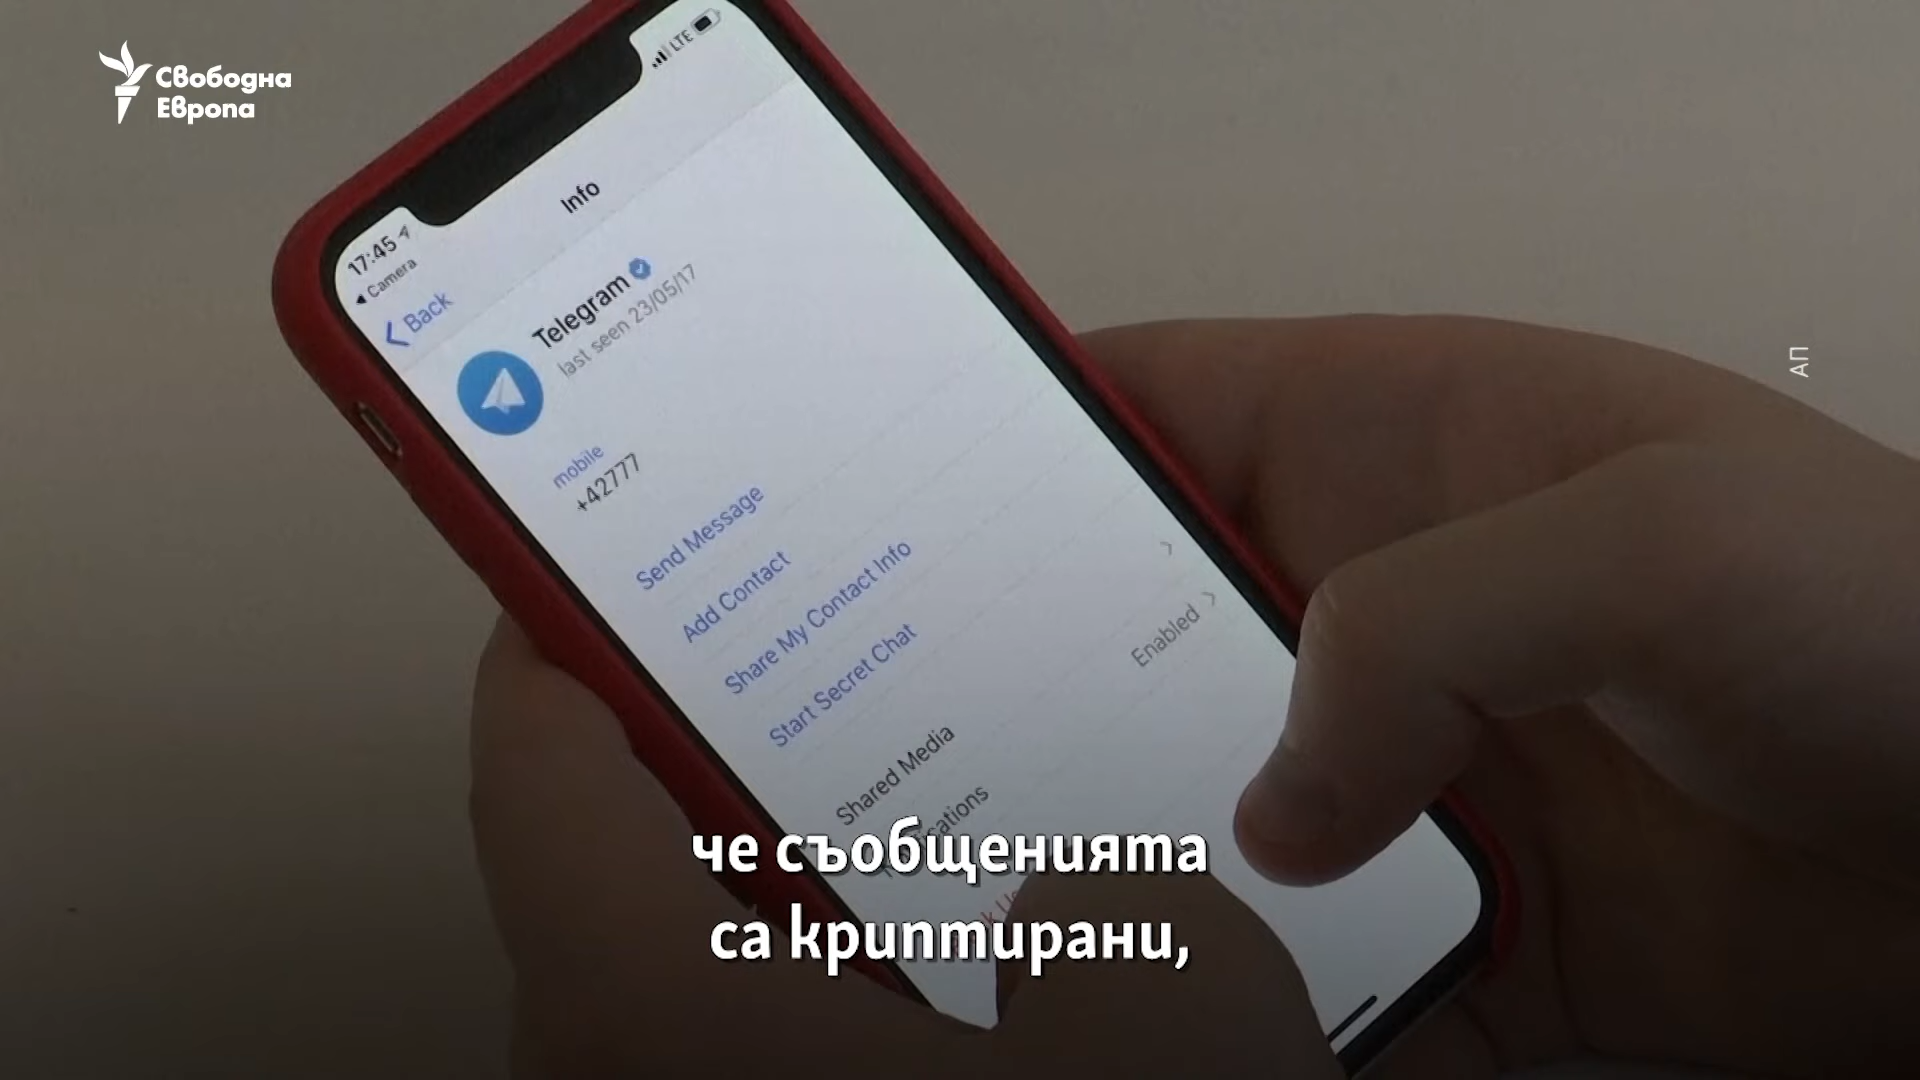 Свободна
Европа
LTE
17:45
Camera
Info
Back
Telegram
last seen 23/05/17
mobile
+42777
Send Message
Add Contact
Share My Contact Info
Start Secret Chat
Shared Media
Enabled
АП
че съобщенията
са криптирани,